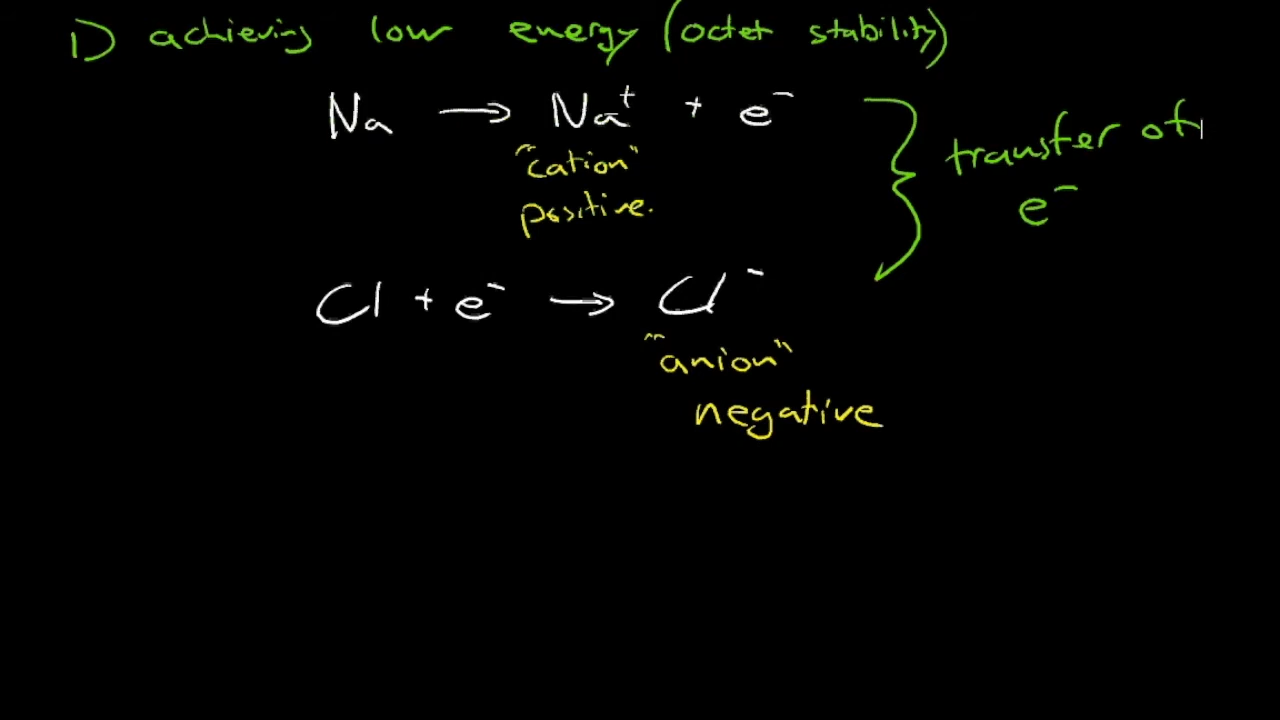 1) achieving low energy (octet stability)
Na → Na⁺ + e⁻
"cation"
positive.
transfer of
e⁻
Cl + e⁻ → Cl⁻
"anion"
negative